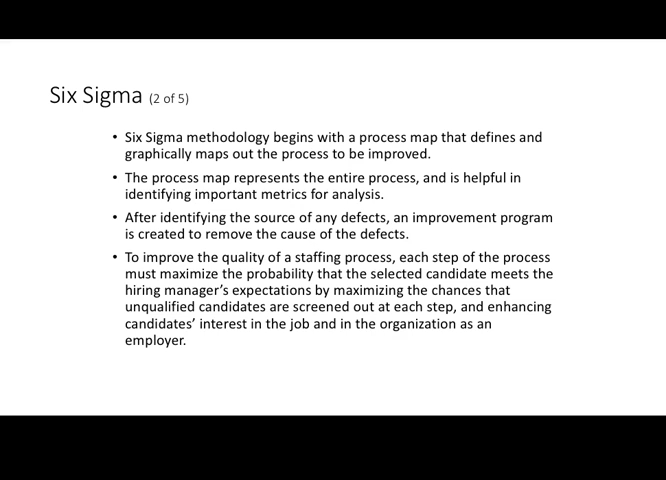 Six Sigma (2 of 5)
• Six Sigma methodology begins with a process map that defines and
graphically maps out the process to be improved.
• The process map represents the entire process, and is helpful in
identifying important metrics for analysis.
• After identifying the source of any defects, an improvement program
is created to remove the cause of the defects.
• To improve the quality of a staffing process, each step of the process
must maximize the probability that the selected candidate meets the
hiring manager’s expectations by maximizing the chances that
unqualified candidates are screened out at each step, and enhancing
candidates’ interest in the job and in the organization as an
employer.